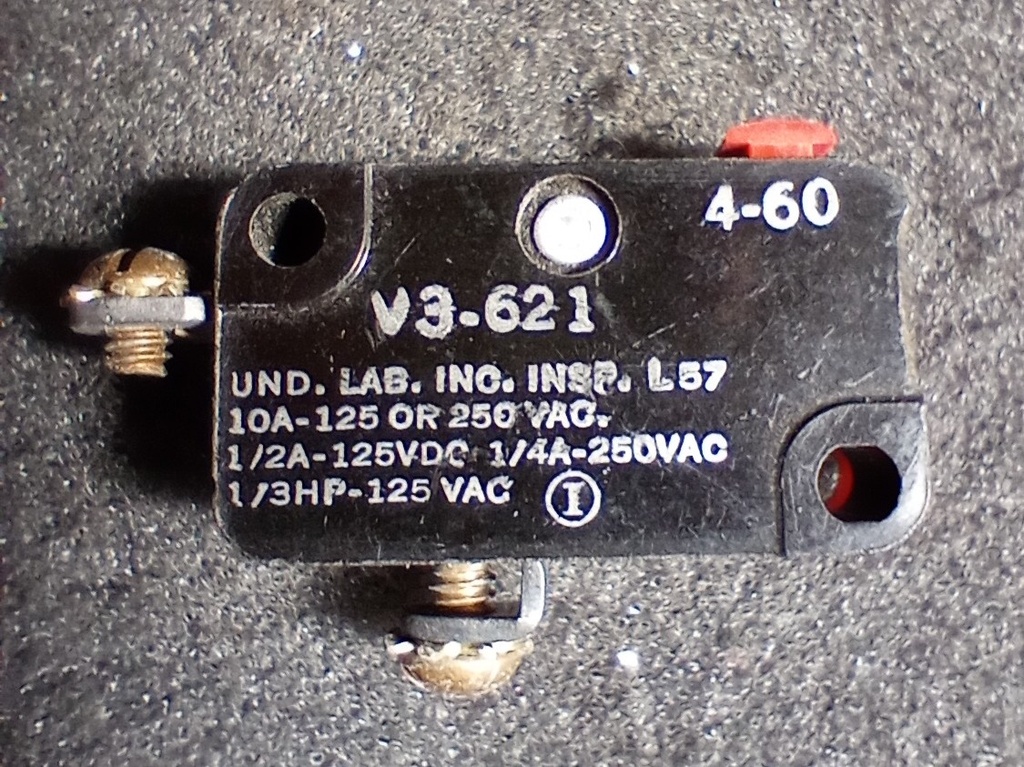 4-60
V3-621
UND. LAB. INC. INSP. L57
10A-125 OR 250 VAC.
1/2A-125VDC 1/4A-250VAC
1/3HP-125 VAC I